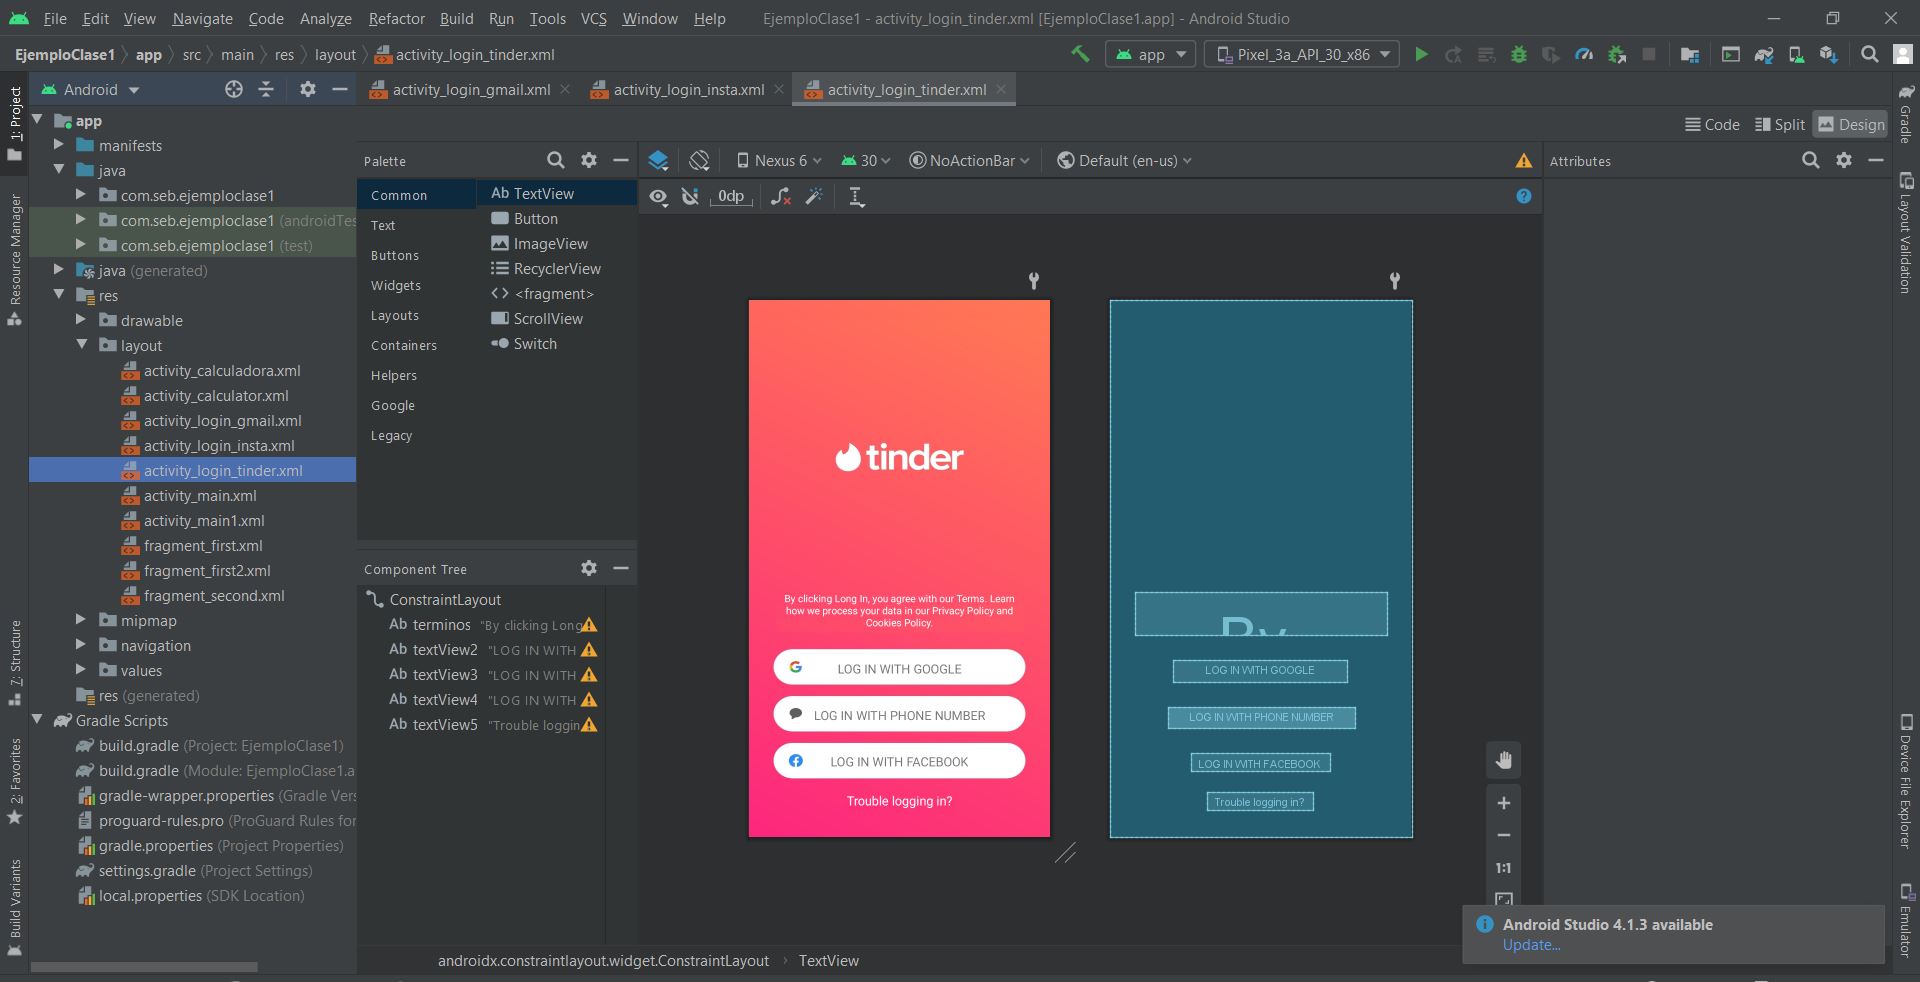 File Edit View Navigate Code Analyze Refactor Build Run Tools VCS Window Help EjemploClase1 - activity_login_tinder.xml [EjemploClase1.app] - Android Studio
EjemploClase1 app src main res layout activity_login_tinder.xml app Pixel_3a_API_30_x86
Android
activity_login_gmail.xml activity_login_insta.xml activity_login_tinder.xml
Code Split Design
1: Project
Resource Manager
7: Structure
2: Favorites
Build Variants
app
manifests
java
com.seb.ejemploclase1
com.seb.ejemploclase1 (androidTes
com.seb.ejemploclase1 (test)
java (generated)
res
drawable
layout
activity_calculadora.xml
activity_calculator.xml
activity_login_gmail.xml
activity_login_insta.xml
activity_login_tinder.xml
activity_main.xml
activity_main1.xml
fragment_first.xml
fragment_first2.xml
fragment_second.xml
mipmap
navigation
values
res (generated)
Gradle Scripts
build.gradle (Project: EjemploClase1)
build.gradle (Module: EjemploClase1.a
gradle-wrapper.properties (Gradle Vers
proguard-rules.pro (ProGuard Rules for
gradle.properties (Project Properties)
settings.gradle (Project Settings)
local.properties (SDK Location)
Palette
Common
Text
Buttons
Widgets
Layouts
Containers
Helpers
Google
Legacy
Ab TextView
Button
ImageView
RecyclerView
<fragment>
ScrollView
Switch
Component Tree
ConstraintLayout
Ab terminos "By clicking Long
Ab textView2 "LOG IN WITH
Ab textView3 "LOG IN WITH
Ab textView4 "LOG IN WITH
Ab textView5 "Trouble loggin
Nexus 6 30 NoActionBar Default (en-us)
0dp
tinder
By clicking Long In, you agree with our Terms. Learn
how we process your data in our Privacy Policy and
Cookies Policy.
LOG IN WITH GOOGLE
LOG IN WITH PHONE NUMBER
LOG IN WITH FACEBOOK
Trouble logging in?
By
LOG IN WITH GOOGLE
LOG IN WITH PHONE NUMBER
LOG IN WITH FACEBOOK
Trouble logging in?
1:1
Attributes
Gradle
Layout Validation
Device File Explorer
Emulator
Android Studio 4.1.3 available
Update...
androidx.constraintlayout.widget.ConstraintLayout TextView